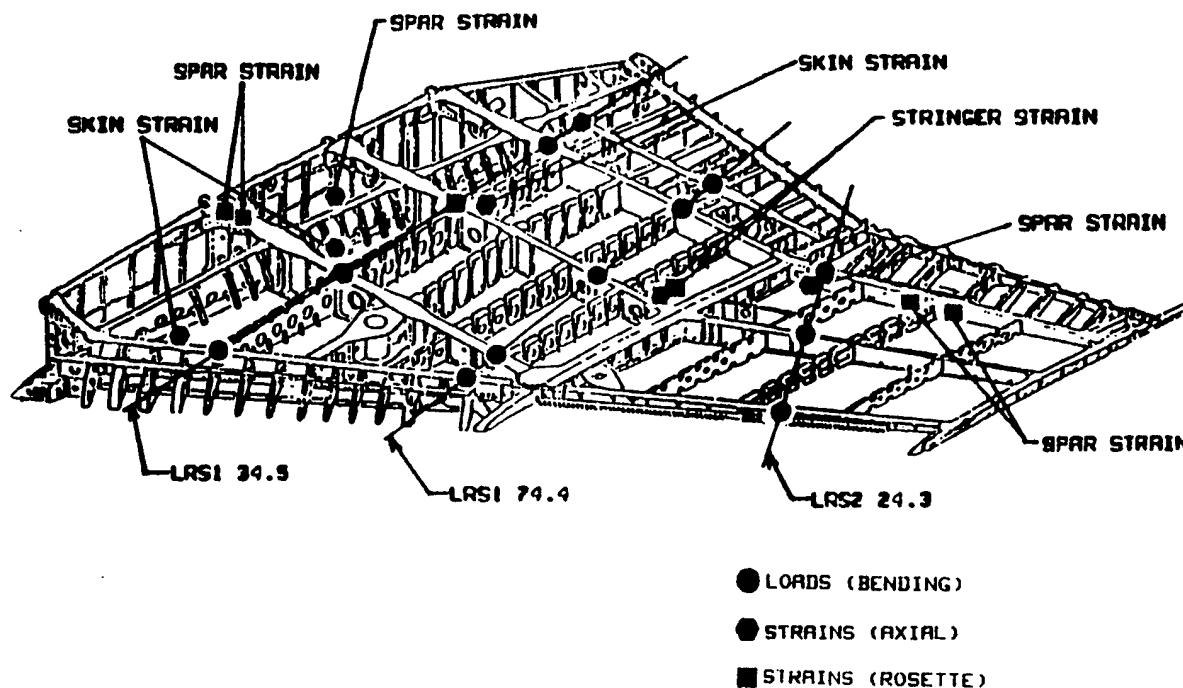 SPAR STRAIN
SPAR STRAIN
SKIN STRAIN
SKIN STRAIN
STRINGER STRAIN
SPAR STRAIN
SPAR STRAIN
LRS1 34.5
LRS1 74.4
LRS2 24.3
LOADS (BENDING)
STRAINS (AXIAL)
STRAINS (ROSETTE)